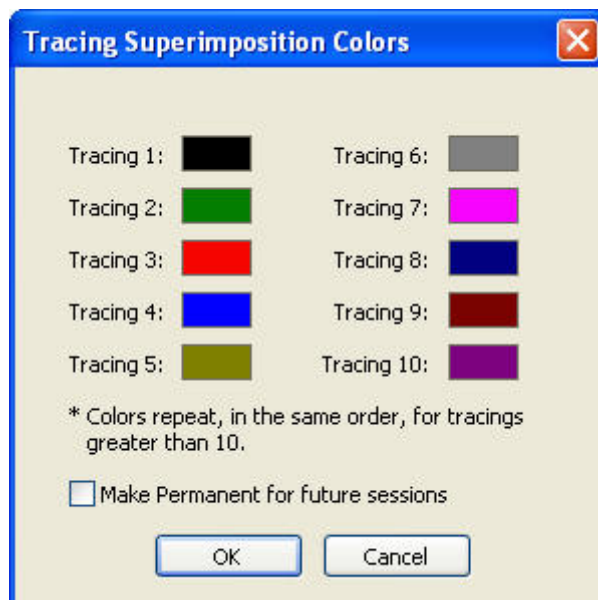 Tracing Superimposition Colors
Tracing 1:
Tracing 2:
Tracing 3:
Tracing 4:
Tracing 5:
Tracing 6:
Tracing 7:
Tracing 8:
Tracing 9:
Tracing 10:
* Colors repeat, in the same order, for tracings
greater than 10.
Make Permanent for future sessions
OK
Cancel